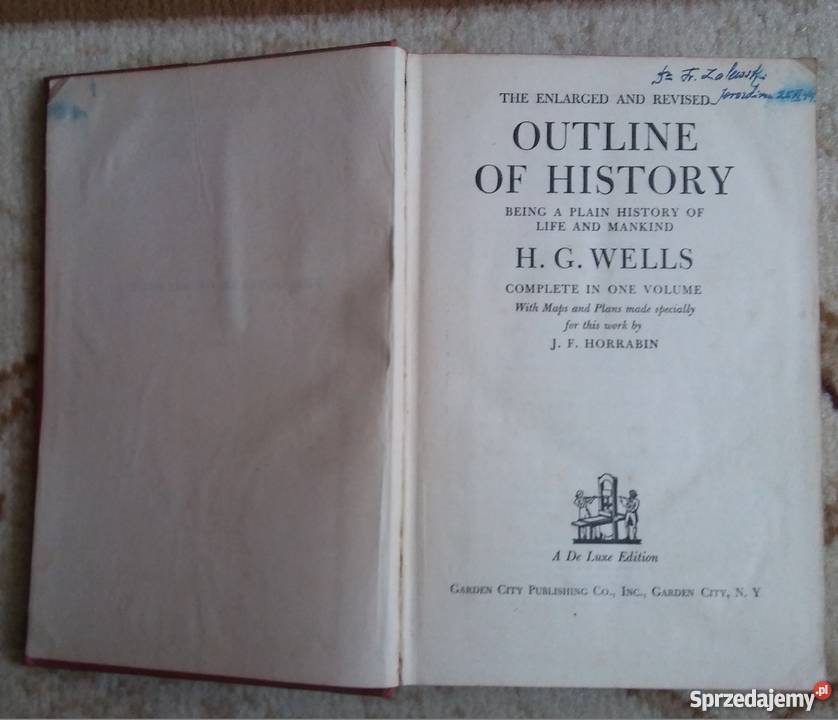 Fr. Zalewski
THE ENLARGED AND REVISED
OUTLINE
OF HISTORY
BEING A PLAIN HISTORY OF
LIFE AND MANKIND
H. G. WELLS
COMPLETE IN ONE VOLUME
With Maps and Plans made specially
for this work by
J. F. HORRABIN
A De Luxe Edition
GARDEN CITY PUBLISHING CO., INC., GARDEN CITY, N. Y
Sprzedajemy.pl